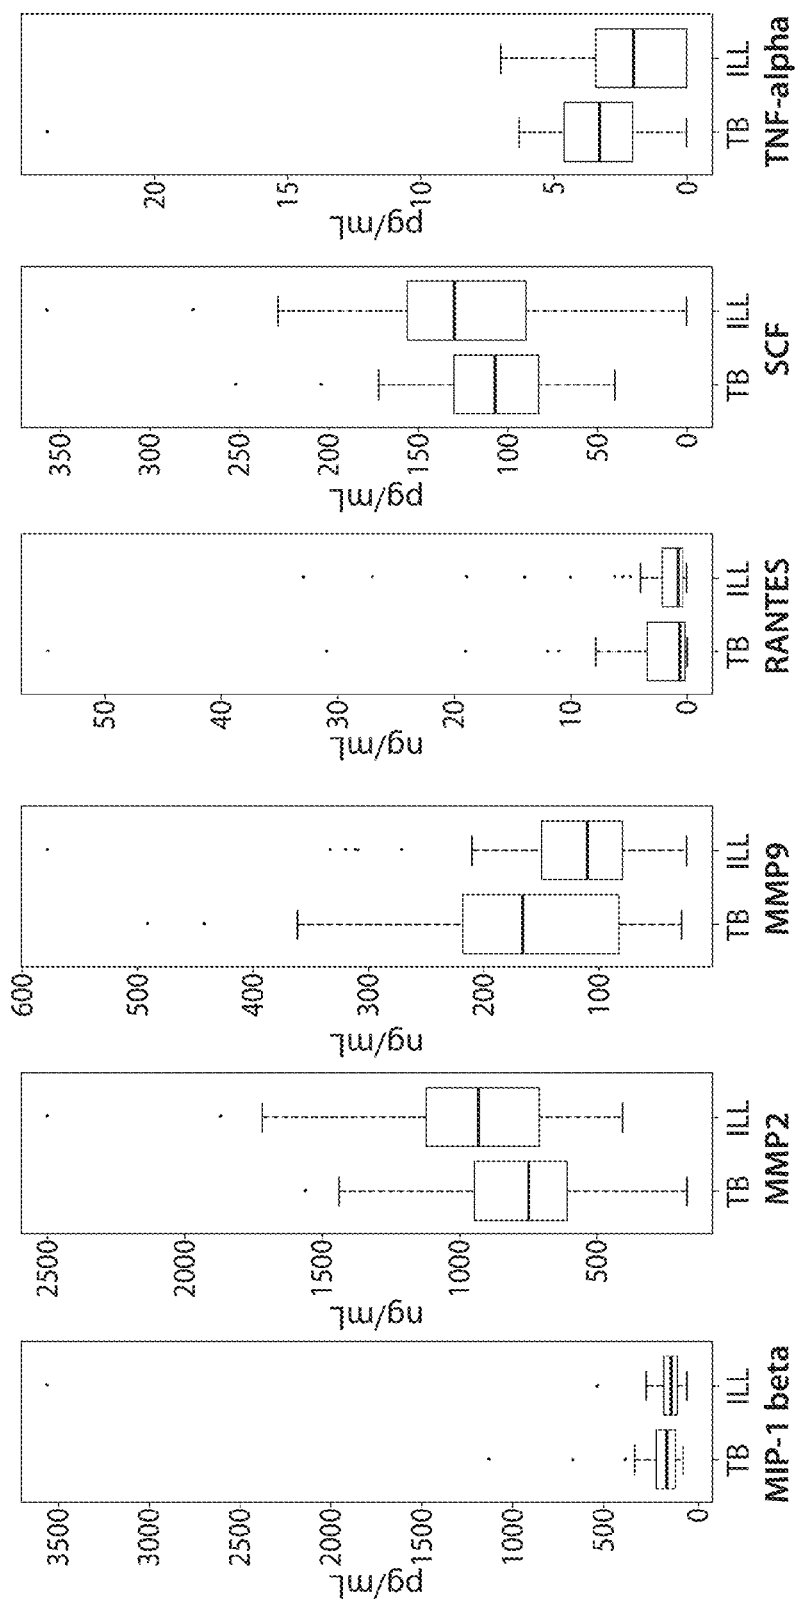 pg/mL
3500
3000
2500
2000
1500
1000
500
0
TB ILL
MIP-1 beta
ng/mL
2500
2000
1500
1000
500
TB ILL
MMP2
ng/mL
600
500
400
300
200
100
TB ILL
MMP9
ng/mL
50
40
30
20
10
0
TB ILL
RANTES
pg/mL
350
300
250
200
150
100
50
0
TB ILL
SCF
pg/mL
20
15
10
5
0
TB ILL
TNF-alpha